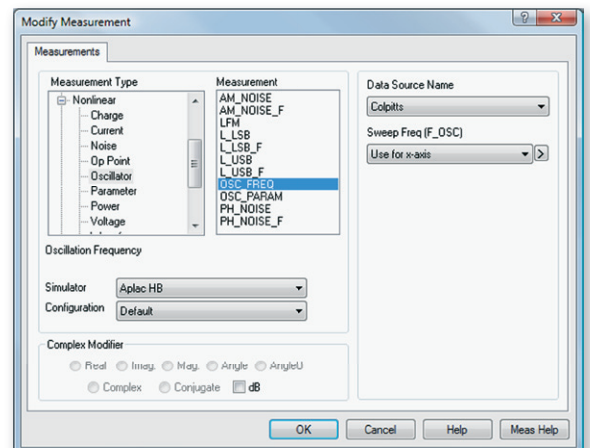 Modify Measurement
Measurements
Measurement Type
Nonlinear
Charge
Current
Noise
Op Point
Oscillator
Parameter
Power
Voltage
Measurement
AM_NOISE
AM_NOISE_F
LFM
L_LSB
L_LSB_F
L_USB
L_USB_F
OSC_FREQ
OSC_PARAM
PH_NOISE
PH_NOISE_F
Data Source Name
Colpitts
Sweep Freq (F_OSC)
Use for x-axis
>
Oscillation Frequency
Simulator Aplac HB
Configuration Default
Complex Modifier
Real Imag. Mag. Angle AngleU
Complex Conjugate dB
OK Cancel Help Meas Help